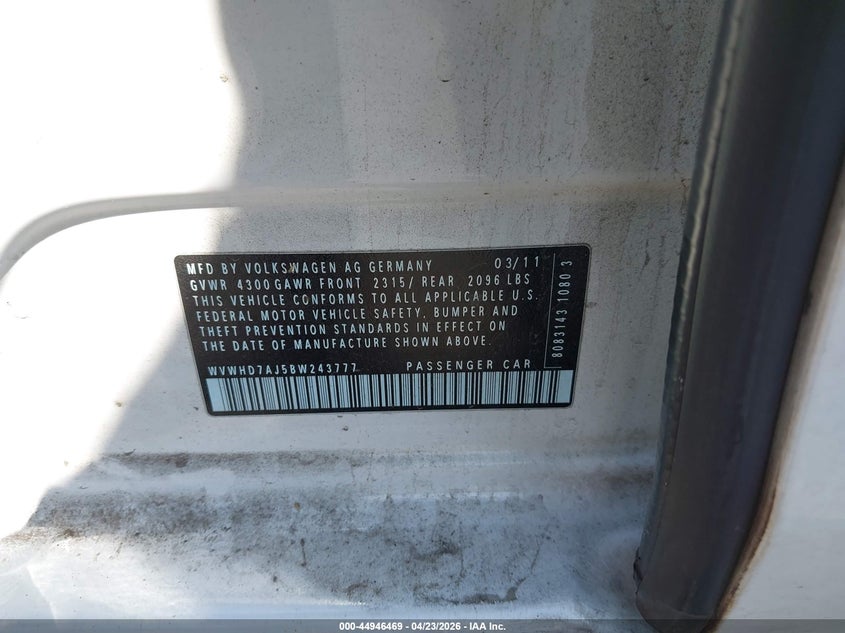 MFD BY VOLKSWAGEN AG GERMANY 03/11
GVWR 4300 GAWR FRONT 2315/ REAR 2096 LBS
THIS VEHICLE CONFORMS TO ALL APPLICABLE U.S.
FEDERAL MOTOR VEHICLE SAFETY, BUMPER AND
THEFT PREVENTION STANDARDS IN EFFECT ON
THE DATE OF MANUFACTURE SHOWN ABOVE.
WVWHD7AJ5BW243777 PASSENGER CAR
8083143 1080 3
000-44946469 - 04/23/2026 - IAA Inc.